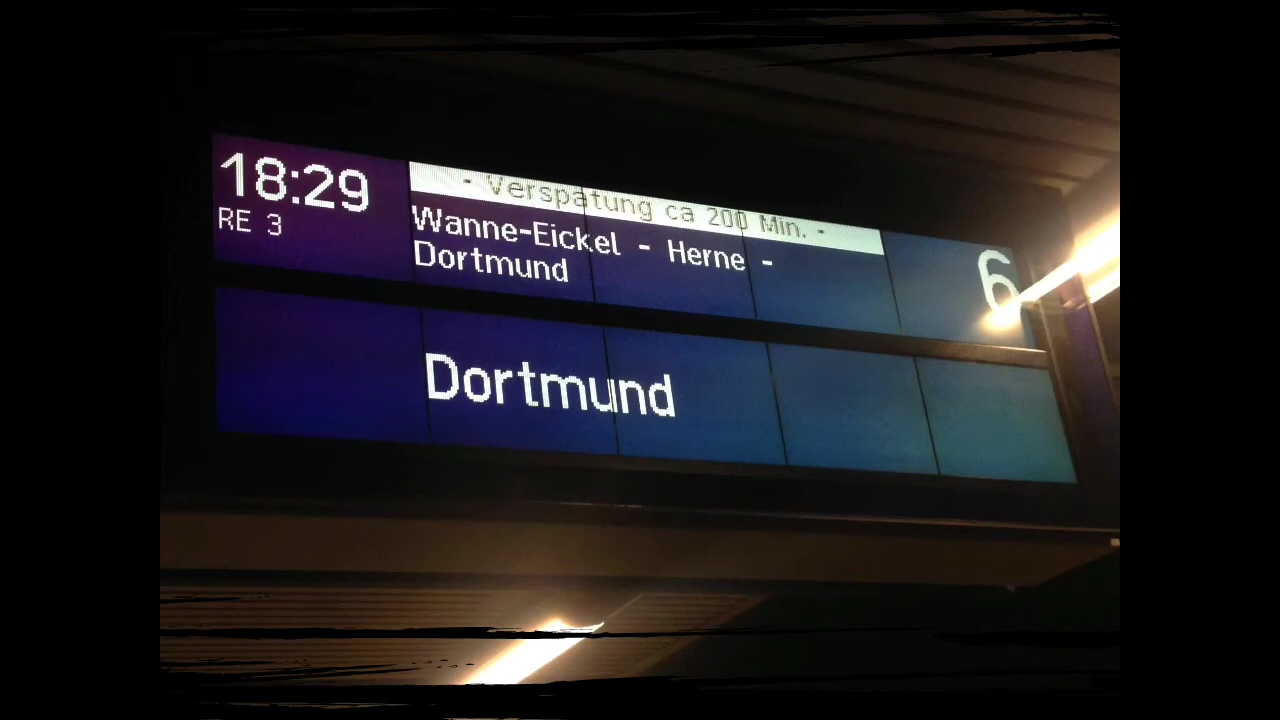 18:29
- Verspätung ca 200 Min. -
6
RE 3
Wanne-Eickel - Herne -
Dortmund
Dortmund